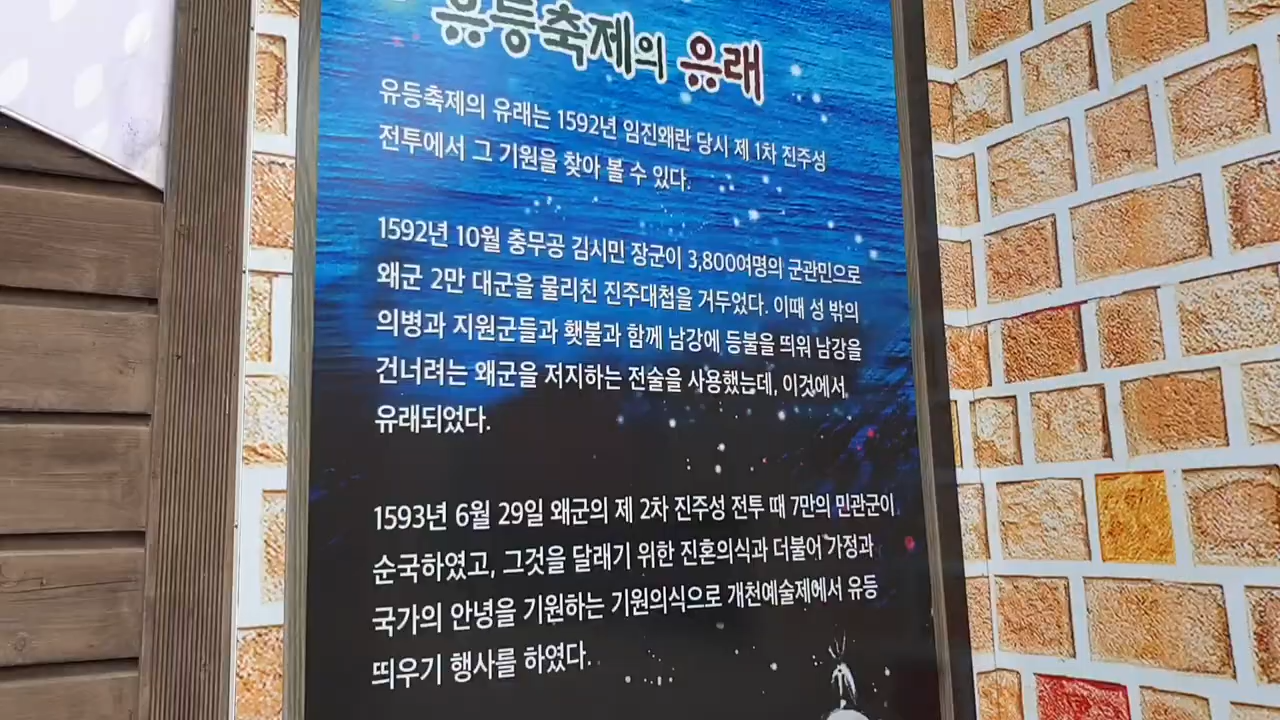 유등축제의 유래
유등축제의 유래는 1592년 임진왜란 당시 제 1차 진주성
전투에서 그 기원을 찾아 볼 수 있다.
1592년 10월 충무공 김시민 장군이 3,800여명의 군관민으로
왜군 2만 대군을 물리친 진주대첩을 거두었다. 이때 성 밖의
의병과 지원군들과 횃불과 함께 남강에 등불을 띄워 남강을
건너려는 왜군을 저지하는 전술을 사용했는데, 이것에서
유래되었다.
1593년 6월 29일 왜군의 제 2차 진주성 전투 때 7만의 민관군이
순국하였고, 그것을 달래기 위한 진혼의식과 더불어 가정과
국가의 안녕을 기원하는 기원의식으로 개천예술제에서 유등
띄우기 행사를 하였다.